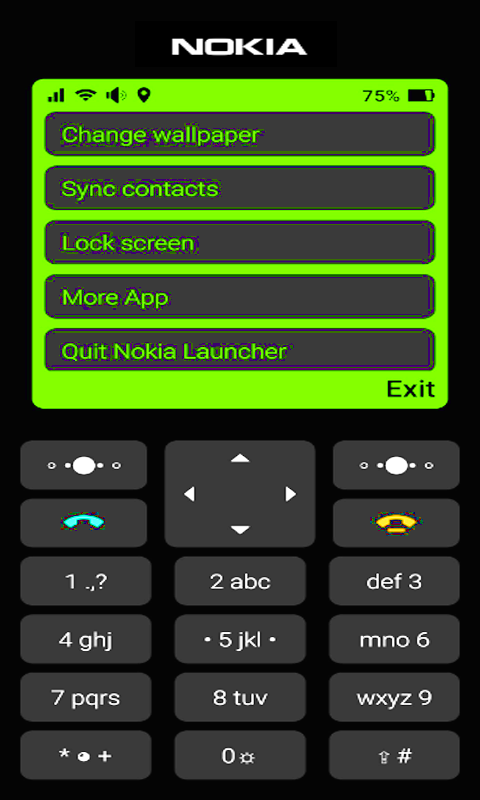 NOKIA
75%
Change wallpaper
Sync contacts
Lock screen
More App
Quit Nokia Launcher
Exit
1 .,?
2 abc
def 3
4 ghj
• 5 jkl •
mno 6
7 pqrs
8 tuv
wxyz 9
* +
0
⇧ #